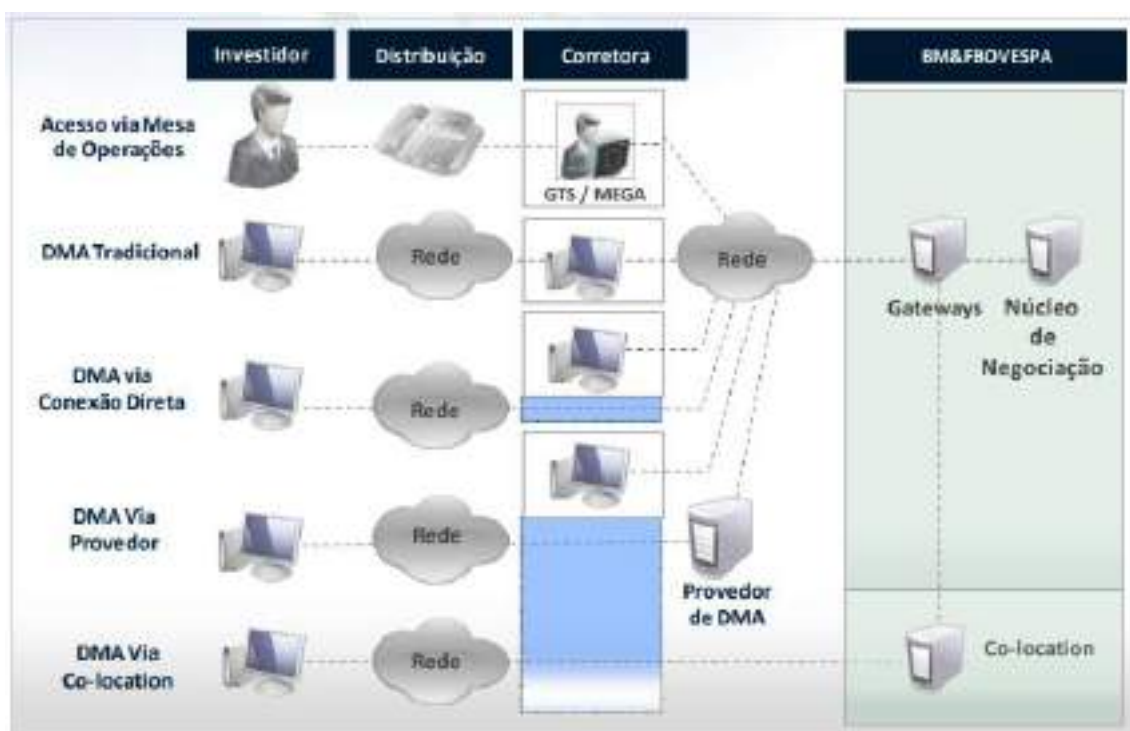 Investidor
Distribuição
Corretora
BM&FBOVESPA
Acesso via Mesa
de Operações
GTS / MEGA
DMA Tradicional
Rede
Rede
Gateways
Núcleo
de
Negociação
DMA via
Conexão Direta
Rede
DMA Via
Provedor
Rede
Provedor
de DMA
DMA Via
Co-location
Rede
Co-location